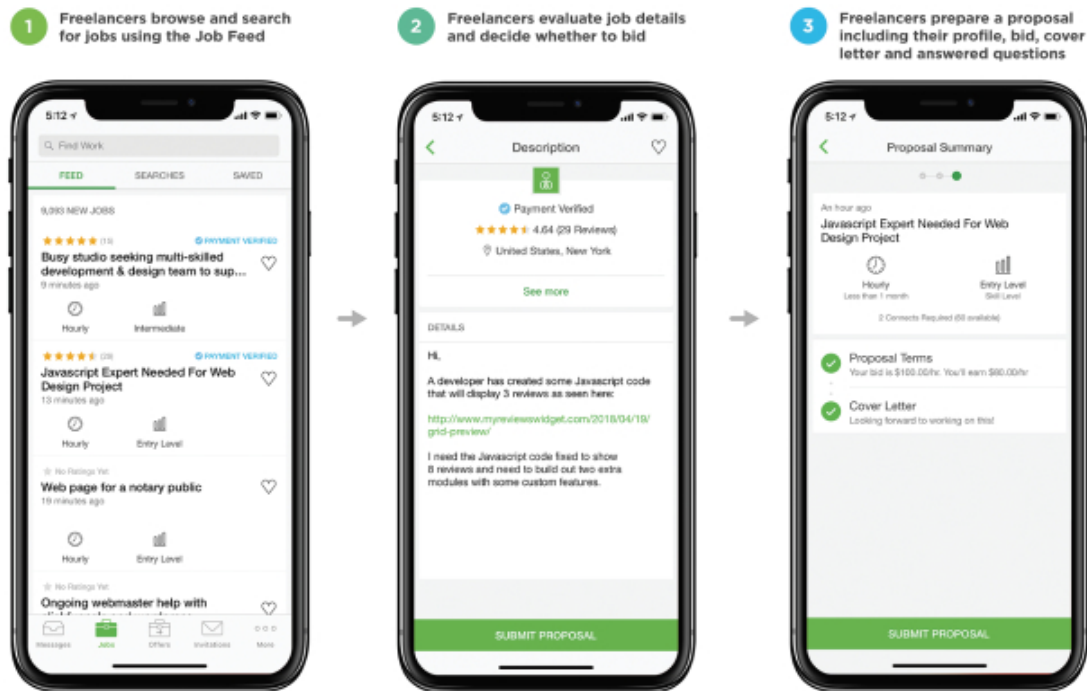 1
Freelancers browse and search
for jobs using the Job Feed
5:12
Find Work
FEED SEARCHES SAVED
9,093 NEW JOBS
(15) PAYMENT VERIFIED
Busy studio seeking multi-skilled
development & design team to sup...
9 minutes ago
Hourly Intermediate
(29) PAYMENT VERIFIED
Javascript Expert Needed For Web
Design Project
13 minutes ago
Hourly Entry Level
No Ratings Yet
Web page for a notary public
19 minutes ago
Hourly Entry Level
No Ratings Yet
Ongoing webmaster help with
Messages Jobs Offers Invitations More
2
Freelancers evaluate job details
and decide whether to bid
5:12
Description
Payment Verified
4.64 (29 Reviews)
United States, New York
See more
DETAILS
Hi,
A developer has created some Javascript code
that will display 3 reviews as seen here:
http://www.myreviewswidget.com/2018/04/19/
grid-preview/
I need the Javascript code fixed to show
8 reviews and need to build out two extra
modules with some custom features.
SUBMIT PROPOSAL
3
Freelancers prepare a proposal
including their profile, bid, cover
letter and answered questions
5:12
Proposal Summary
An hour ago
Javascript Expert Needed For Web
Design Project
Hourly Entry Level
Less than 1 month Skill Level
2 Connects Required (60 available)
Proposal Terms
Your bid is $100.00/hr. You'll earn $80.00/hr
Cover Letter
Looking forward to working on this!
SUBMIT PROPOSAL